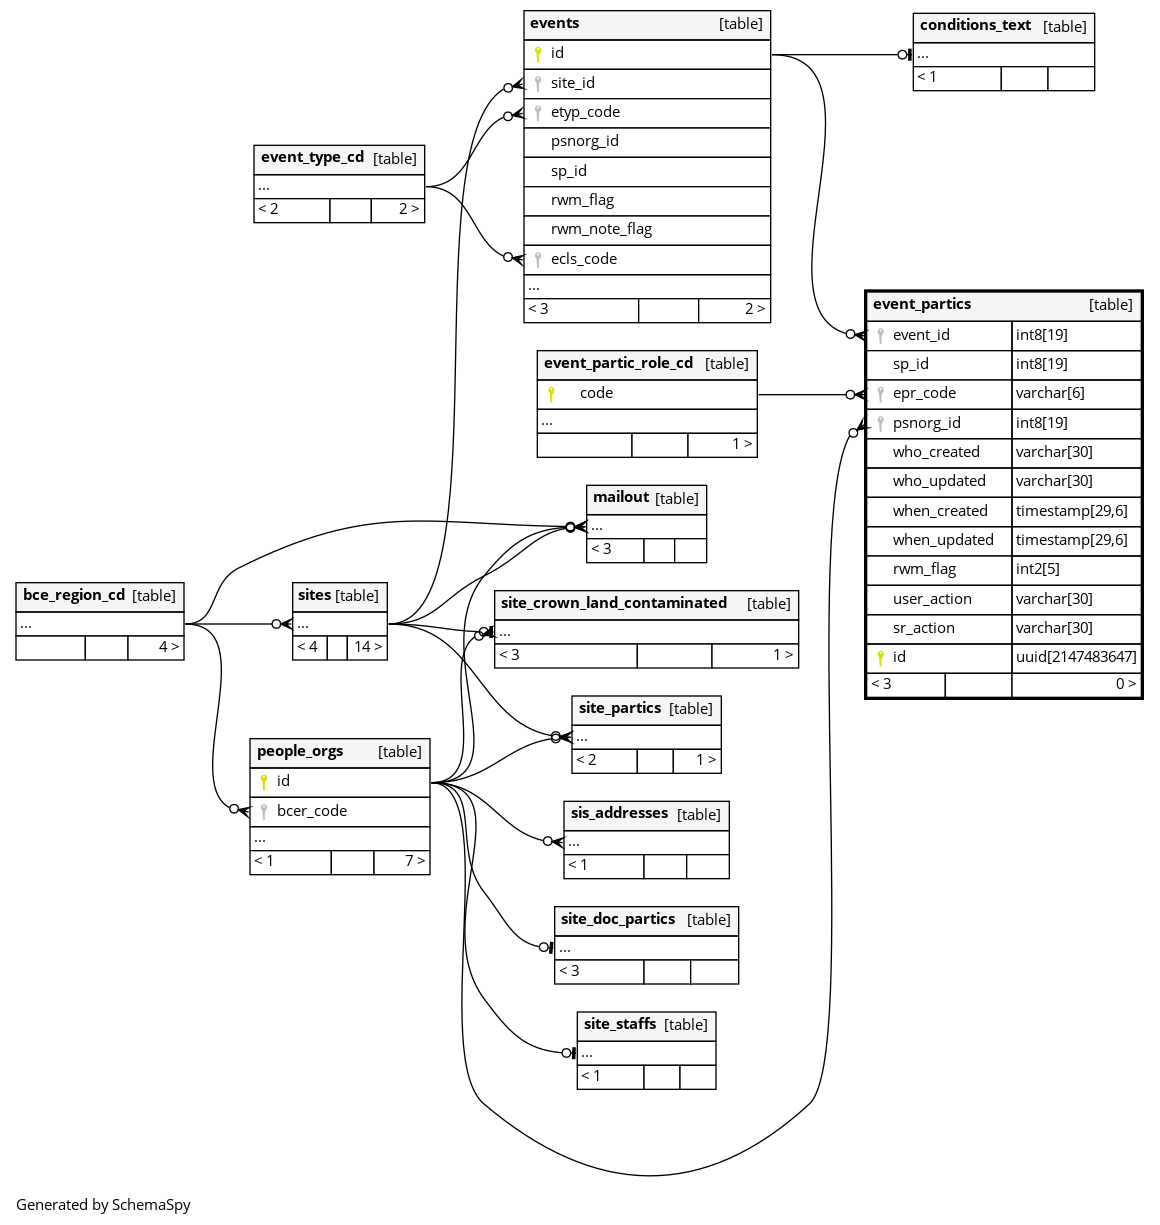 events [table]
id
site_id
etyp_code
psnorg_id
sp_id
rwm_flag
rwm_note_flag
ecls_code
...
< 3 2 >
conditions_text [table]
...
< 1
event_type_cd [table]
...
< 2 2 >
event_partics [table]
event_id int8[19]
sp_id int8[19]
epr_code varchar[6]
psnorg_id int8[19]
who_created varchar[30]
who_updated varchar[30]
when_created timestamp[29,6]
when_updated timestamp[29,6]
rwm_flag int2[5]
user_action varchar[30]
sr_action varchar[30]
id uuid[2147483647]
< 3 0 >
event_partic_role_cd [table]
code
...
1 >
mailout [table]
...
< 3
bce_region_cd [table]
...
4 >
sites [table]
...
< 4 14 >
site_crown_land_contaminated [table]
...
< 3 1 >
site_partics [table]
...
< 2 1 >
people_orgs [table]
id
bcer_code
...
< 1 7 >
sis_addresses [table]
...
< 1
site_doc_partics [table]
...
< 3
site_staffs [table]
...
< 1
Generated by SchemaSpy